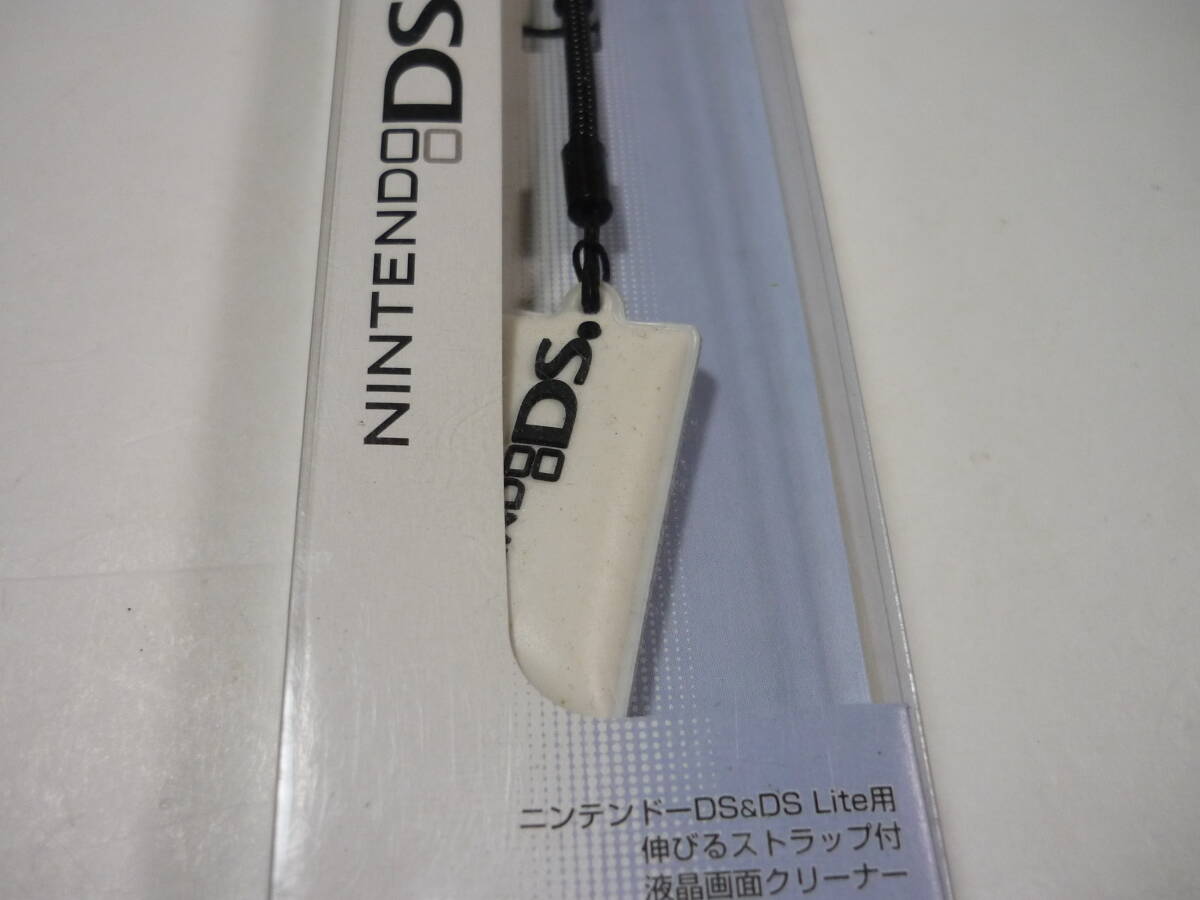 NINTENDO DS
DS.
ニンテンドーDS&DS Lite用
伸びるストラップ付
液晶画面クリーナー